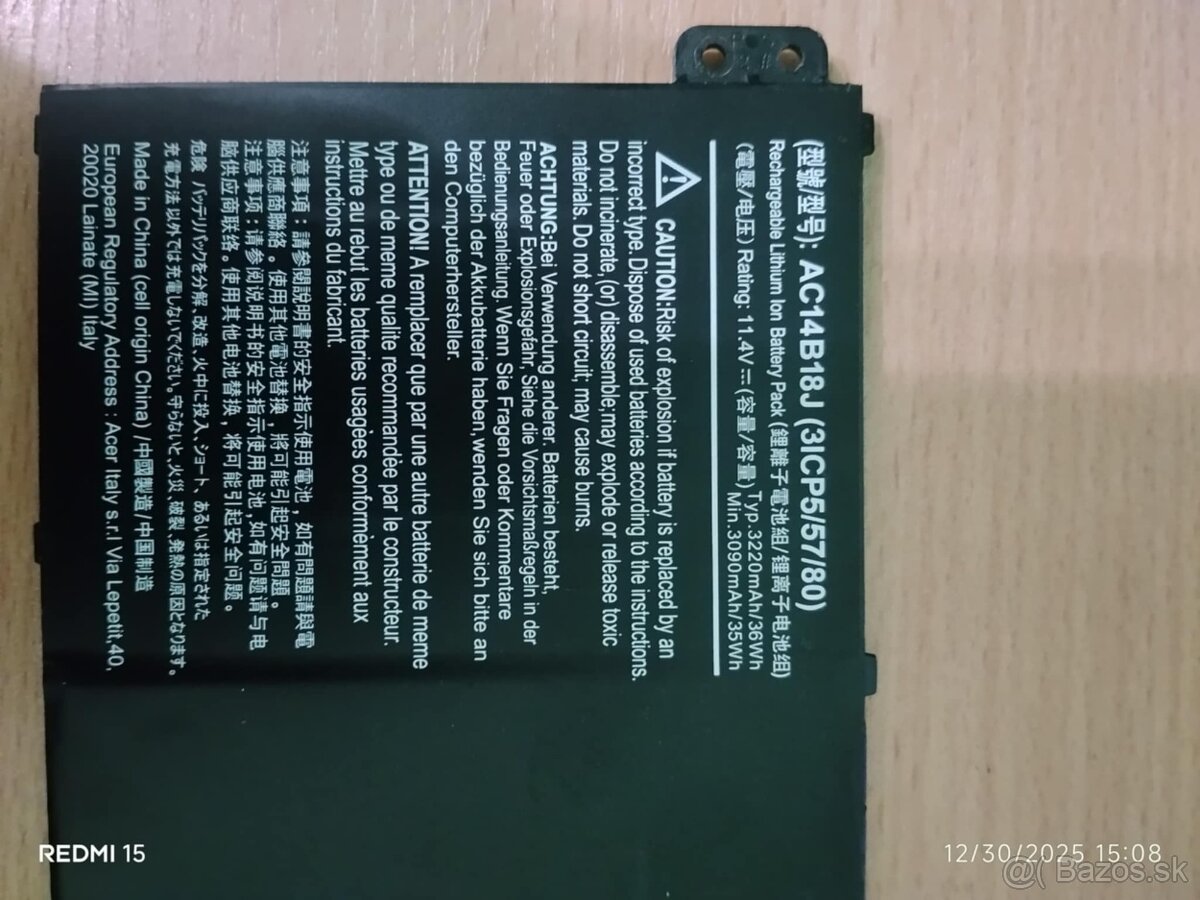 (型號/型号): AC14B18J (3ICP5/57/80)
Rechargeable Lithium Ion Battery Pack (鋰離子電池組/锂离子电池组)
(電壓/电压) Rating: 11.4V⎓(容量/容量) Typ.3220mAh/36Wh
Min.3090mAh/35Wh
CAUTION:Risk of explosion if battery is replaced by an
incorrect type. Dispose of used batteries according to the instructions.
Do not incinerate, (or) disassemble;may explode or release toxic
materials. Do not short circuit; may cause burns.
ACHTUNG:Bei Verwendung anderer. Batterien besteht,
Feuer oder Explosionsgefahr, Siehe die Vorsichtsmaßregeln in der
Bedienungsanleitung. Wenn Sie Fragen oder Kommentare
bezüglich der Akkubatterie haben,wenden Sie sich bitte an
den Computerhersteller.
ATTENTION! A remplacer que par une autre batterie de meme
type ou de meme qualite recommandée par le constructeur.
Mettre au rebut les batteries usagées conformément aux
instructions du fabricant.
注意事項：請參閱說明書的安全指示使用電池，如有問題請與電
腦供應商聯絡。使用其他電池替換，將可能引起安全問題。
注意事项：请参阅说明书的安全指示使用电池,如有问题请与电
脑供应商联络。使用其他电池替换，将可能引起安全问题。
危険 バッテリパックを分解、改造、火中に投入、ショート、あるいは指定された
充電方法以外では充電しないでください。守らないと、火災、破裂、発熱の原因となります。
Made in China (cell origin China) /中國製造/中国制造
European Regulatory Address : Acer Italy s.r.l Via Lepetit,40,
20020 Lainate (MI) Italy
REDMI 15
12/30/2025 15:08
@( Bazos.sk